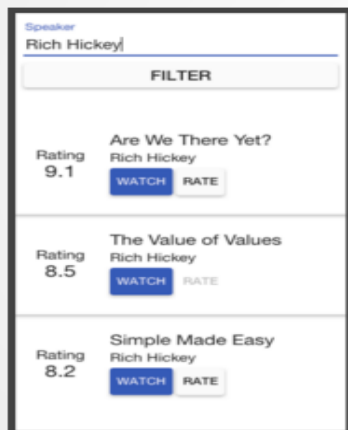 Speaker
Rich Hickey
FILTER
Are We There Yet?
Rating
9.1
Rich Hickey
WATCH RATE
The Value of Values
Rating
8.5
Rich Hickey
WATCH RATE
Simple Made Easy
Rating
8.2
Rich Hickey
WATCH RATE